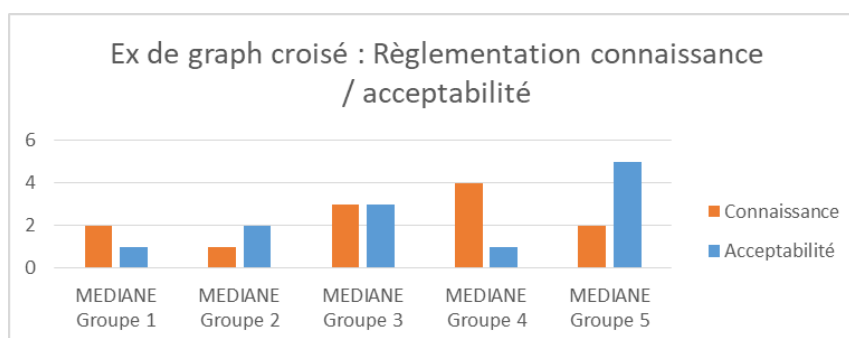 Ex de graph croisé : Règlementation connaissance
/ acceptabilité
6
4
2
0
Connaissance
Acceptabilité
MEDIANE MEDIANE MEDIANE MEDIANE MEDIANE
Groupe 1 Groupe 2 Groupe 3 Groupe 4 Groupe 5